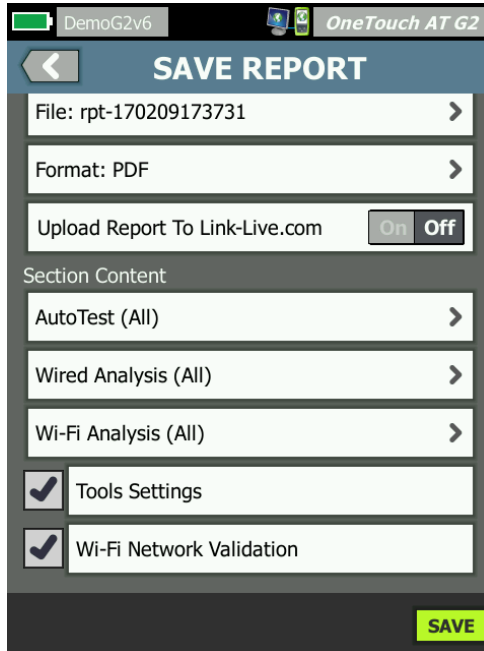 DemoG2v6
OneTouch AT G2
SAVE REPORT
File: rpt-170209173731
Format: PDF
Upload Report To Link-Live.com On Off
Section Content
AutoTest (All)
Wired Analysis (All)
Wi-Fi Analysis (All)
Tools Settings
Wi-Fi Network Validation
SAVE